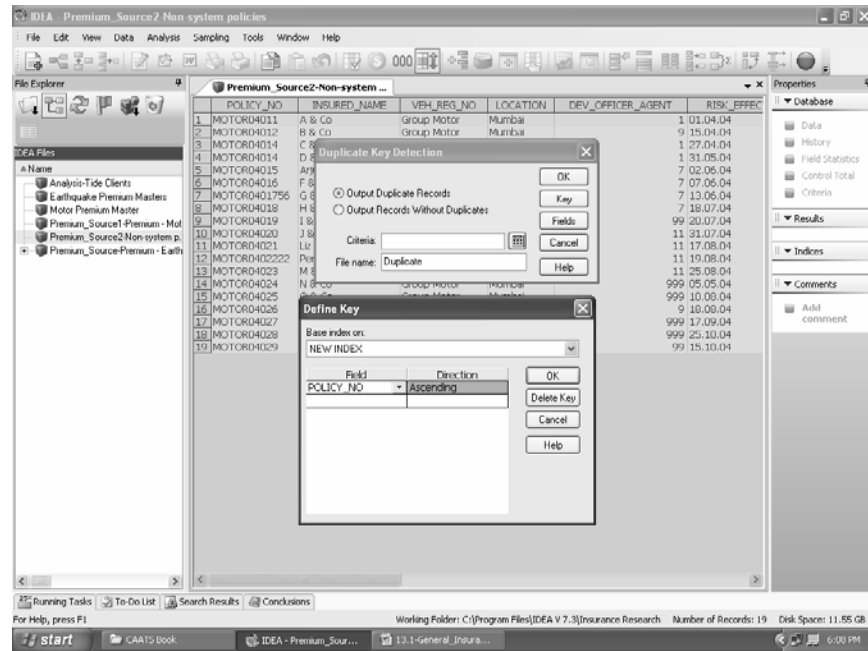 IDEA - Premium_Source2-Non-system policies
File Edit View Data Analysis Sampling Tools Window Help
000
File Explorer
Premium_Source2-Non-system ...
Properties
IDEA Files
Name
Analysis-Tide Clients
Earthquake Premium Masters
Motor Premium Master
Premium_Source1-Premium - Mot
Premium_Source2-Non-system p.
Premium_Source-Premium - Earth
POLICY_NO INSURED_NAME VEH_REG_NO LOCATION DEV_OFFICER_AGENT RISK_EFFEC
1 MOTOR04011 A & Co Group Motor Mumbai 1 01.04.04
2 MOTOR04012 B & Co Group Motor Mumbai 9 15.04.04
3 MOTOR04014 C & 1 27.04.04
4 MOTOR04014 D & 1 31.05.04
5 MOTOR04015 Arj 7 02.06.04
6 MOTOR04016 F & 7 07.06.04
7 MOTOR0401756 G & 7 13.06.04
8 MOTOR04018 H & 7 18.07.04
9 MOTOR04019 I & 99 20.07.04
10 MOTOR04020 J & 11 31.07.04
11 MOTOR04021 Liz 11 17.08.04
12 MOTOR0402222 Per 11 19.08.04
13 MOTOR04023 M & 11 25.08.04
14 MOTOR04024 N & Co Group Motor Mumbai 999 05.05.04
15 MOTOR04025 999 10.08.04
16 MOTOR04026 9 18.08.04
17 MOTOR04027 999 17.09.04
18 MOTOR04028 999 25.10.04
19 MOTOR04029 99 15.10.04
Duplicate Key Detection
Output Duplicate Records
Output Records Without Duplicates
Criteria:
File name: Duplicate
OK
Key
Fields
Cancel
Help
Define Key
Base index on:
NEW INDEX
Field Direction
POLICY_NO Ascending
OK
Delete Key
Cancel
Help
Database
Data
History
Field Statistics
Control Total
Criteria
Results
Indices
Comments
Add comment
Running Tasks To-Do List Search Results Conclusions
For Help, press F1
Working Folder: C:\Program Files\IDEA V 7.3\Insurance Research Number of Records: 19 Disk Space: 11.55 GB
start CAATS Book IDEA - Premium_Sour... 13.1-General_Insura... 6:00 PM